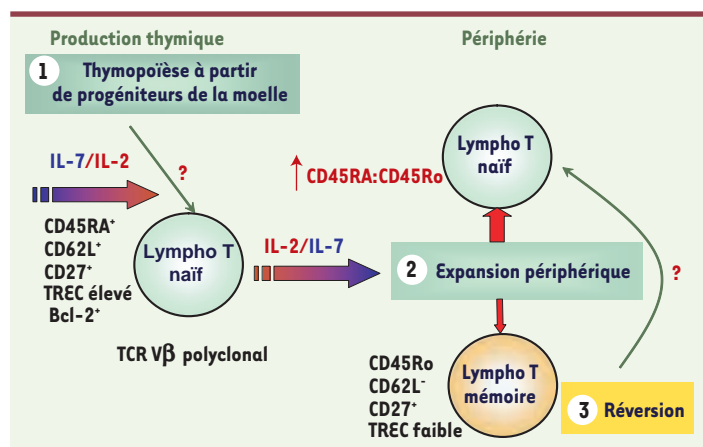 Production thymique
Périphérie
1 Thymopoïèse à partir
de progéniteurs de la moelle
IL-7/IL-2
?
CD45RA+
CD62L+
CD27+
TREC élevé
Bcl-2+
Lympho T
naïf
TCR Vβ polyclonal
IL-2/IL-7
↑ CD45RA:CD45Ro
Lympho T
naïf
2 Expansion périphérique
?
CD45Ro
CD62L-
CD27+
TREC faible
Lympho T
mémoire
3 Réversion